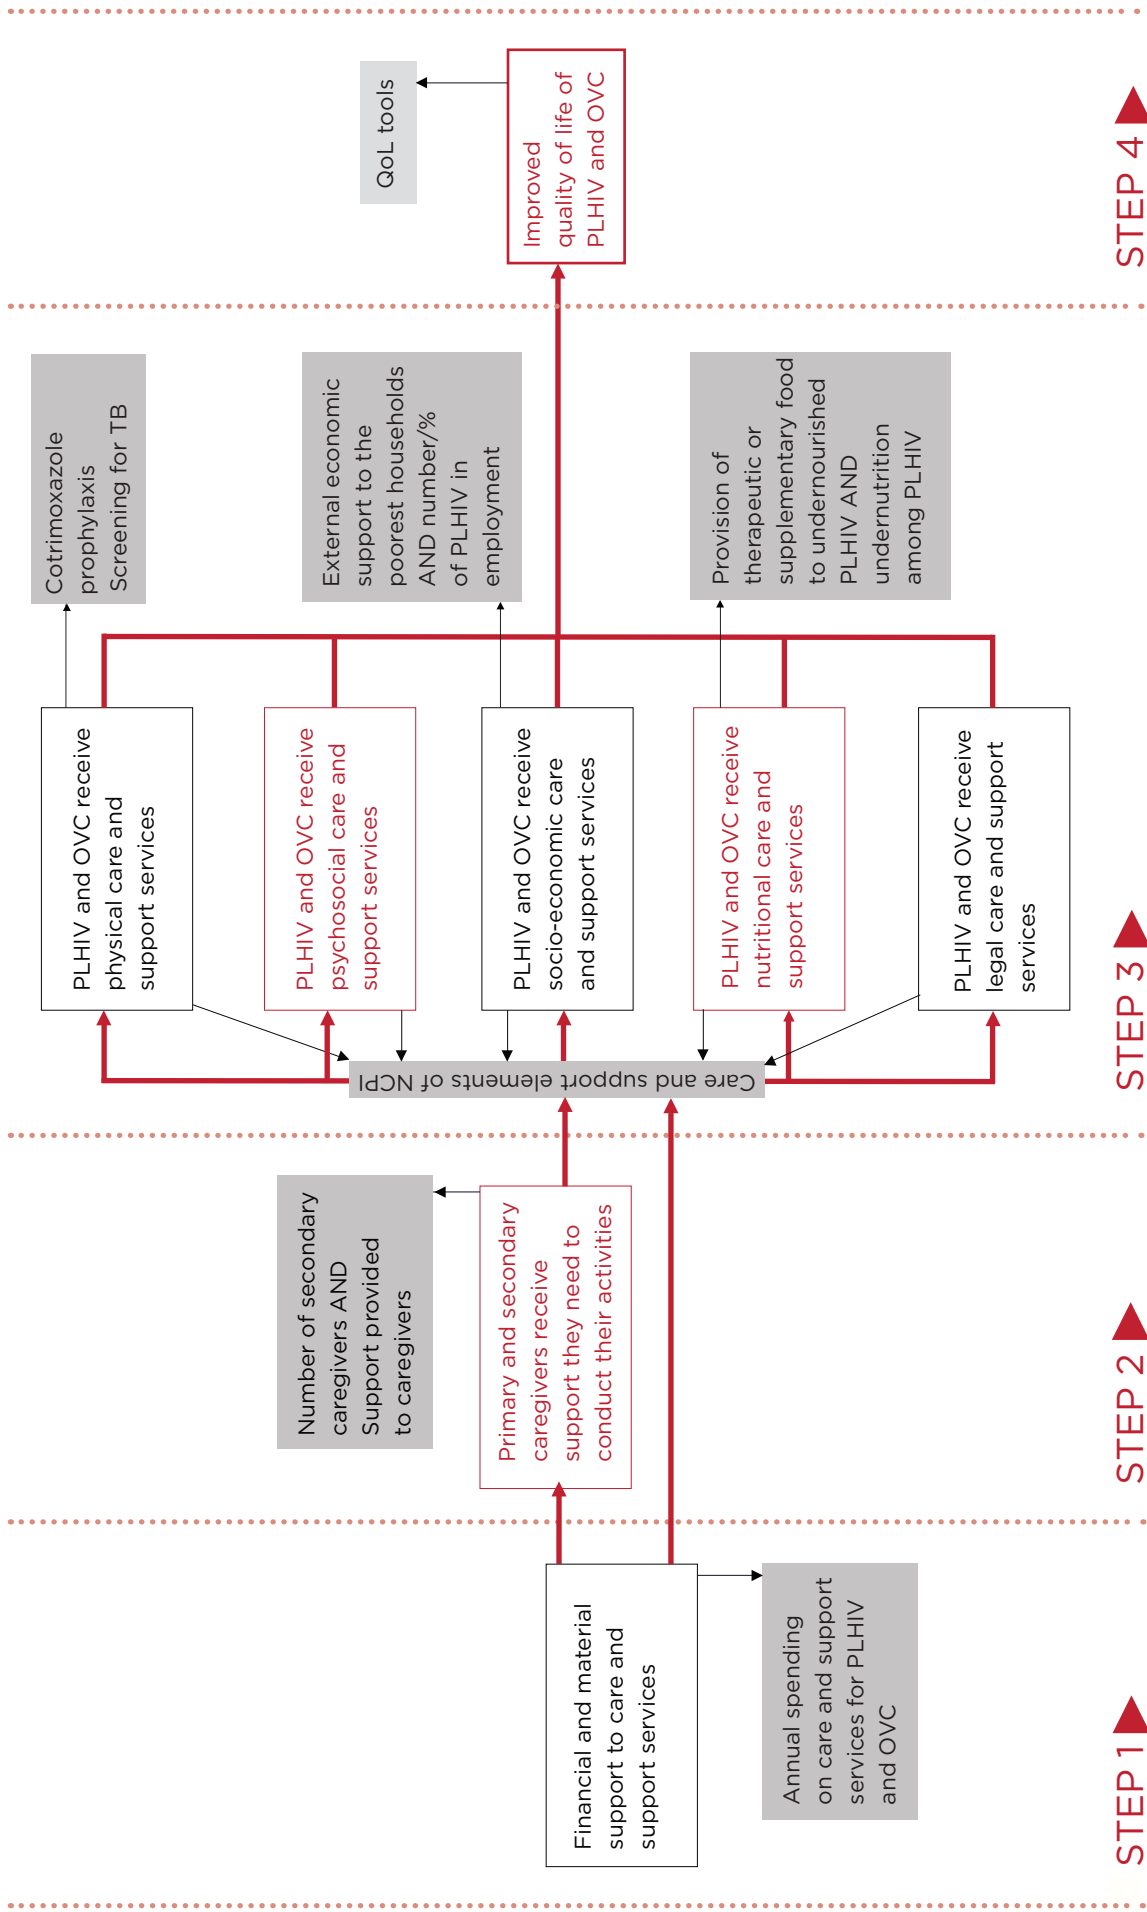 Financial and material
support to care and
support services
Annual spending
on care and support
services for PLHIV
and OVC
STEP 1
Number of secondary
caregivers AND
Support provided
to caregivers
Primary and secondary
caregivers receive
support they need to
conduct their activities
STEP 2
Care and support elements of NCPI
PLHIV and OVC receive
physical care and
support services
PLHIV and OVC receive
psychosocial care and
support services
PLHIV and OVC receive
socio-economic care
and support services
PLHIV and OVC receive
nutritional care and
support services
PLHIV and OVC receive
legal care and support
services
Cotrimoxazole
prophylaxis
Screening for TB
External economic
support to the
poorest households
AND number/%
of PLHIV in
employment
Provision of
therapeutic or
supplementary food
to undernourished
PLHIV AND
undernutrition
among PLHIV
STEP 3
QoL tools
Improved
quality of life of
PLHIV and OVC
STEP 4